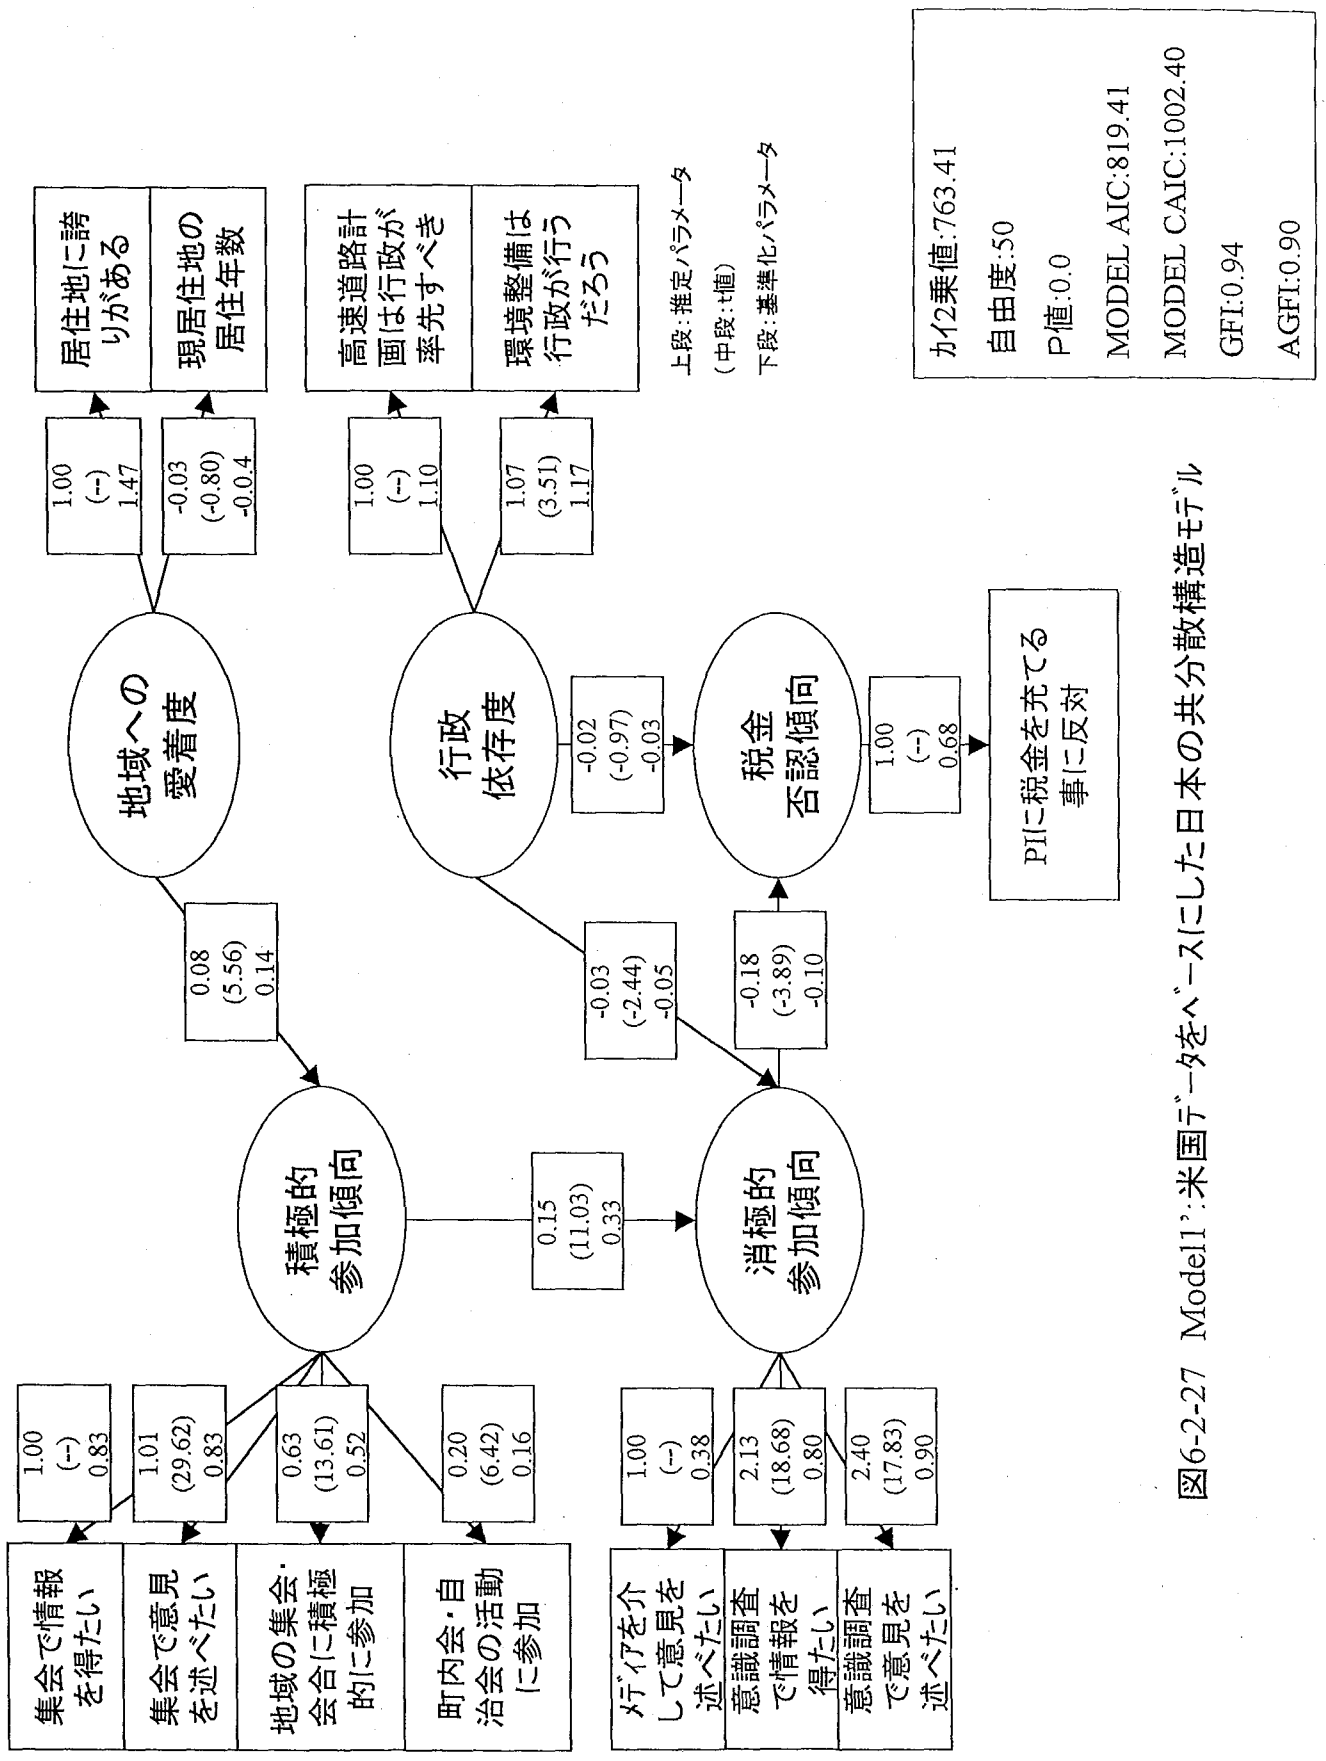 集会で情報
を得たい
集会で意見
を述べたい
地域の集会・
会合に積極
的に参加
町内会・自
治会の活動
に参加
メディアを介
して意見を
述べたい
意識調査
で情報を
得たい
意識調査
で意見を
述べたい
1.00
(--)
0.83
1.01
(29.62)
0.83
0.63
(13.61)
0.52
0.20
(6.42)
0.16
1.00
(--)
0.38
2.13
(18.68)
0.80
2.40
(17.83)
0.90
積極的
参加傾向
0.15
(11.03)
0.33
消極的
参加傾向
0.08
(5.56)
0.14
-0.03
(-2.44)
-0.05
-0.18
(-3.89)
-0.10
地域への
愛着度
行政
依存度
-0.02
(-0.97)
-0.03
税金
否認傾向
1.00
(--)
0.68
PIに税金を充てる
事に反対
1.00
(--)
1.47
-0.03
(-0.80)
-0.0.4
1.00
(--)
1.10
1.07
(3.51)
1.17
居住地に誇
りがある
現居住地の
居住年数
高速道路計
画は行政が
率先すべき
環境整備は
行政が行う
だろう
上段:推定パラメータ
(中段:t値)
下段:基準化パラメータ
カイ2乗値:763.41
自由度:50
P値:0.0
MODEL AIC:819.41
MODEL CAIC:1002.40
GFI:0.94
AGFI:0.90
図6-2-27 Model1’:米国データをベースにした日本の共分散構造モデル